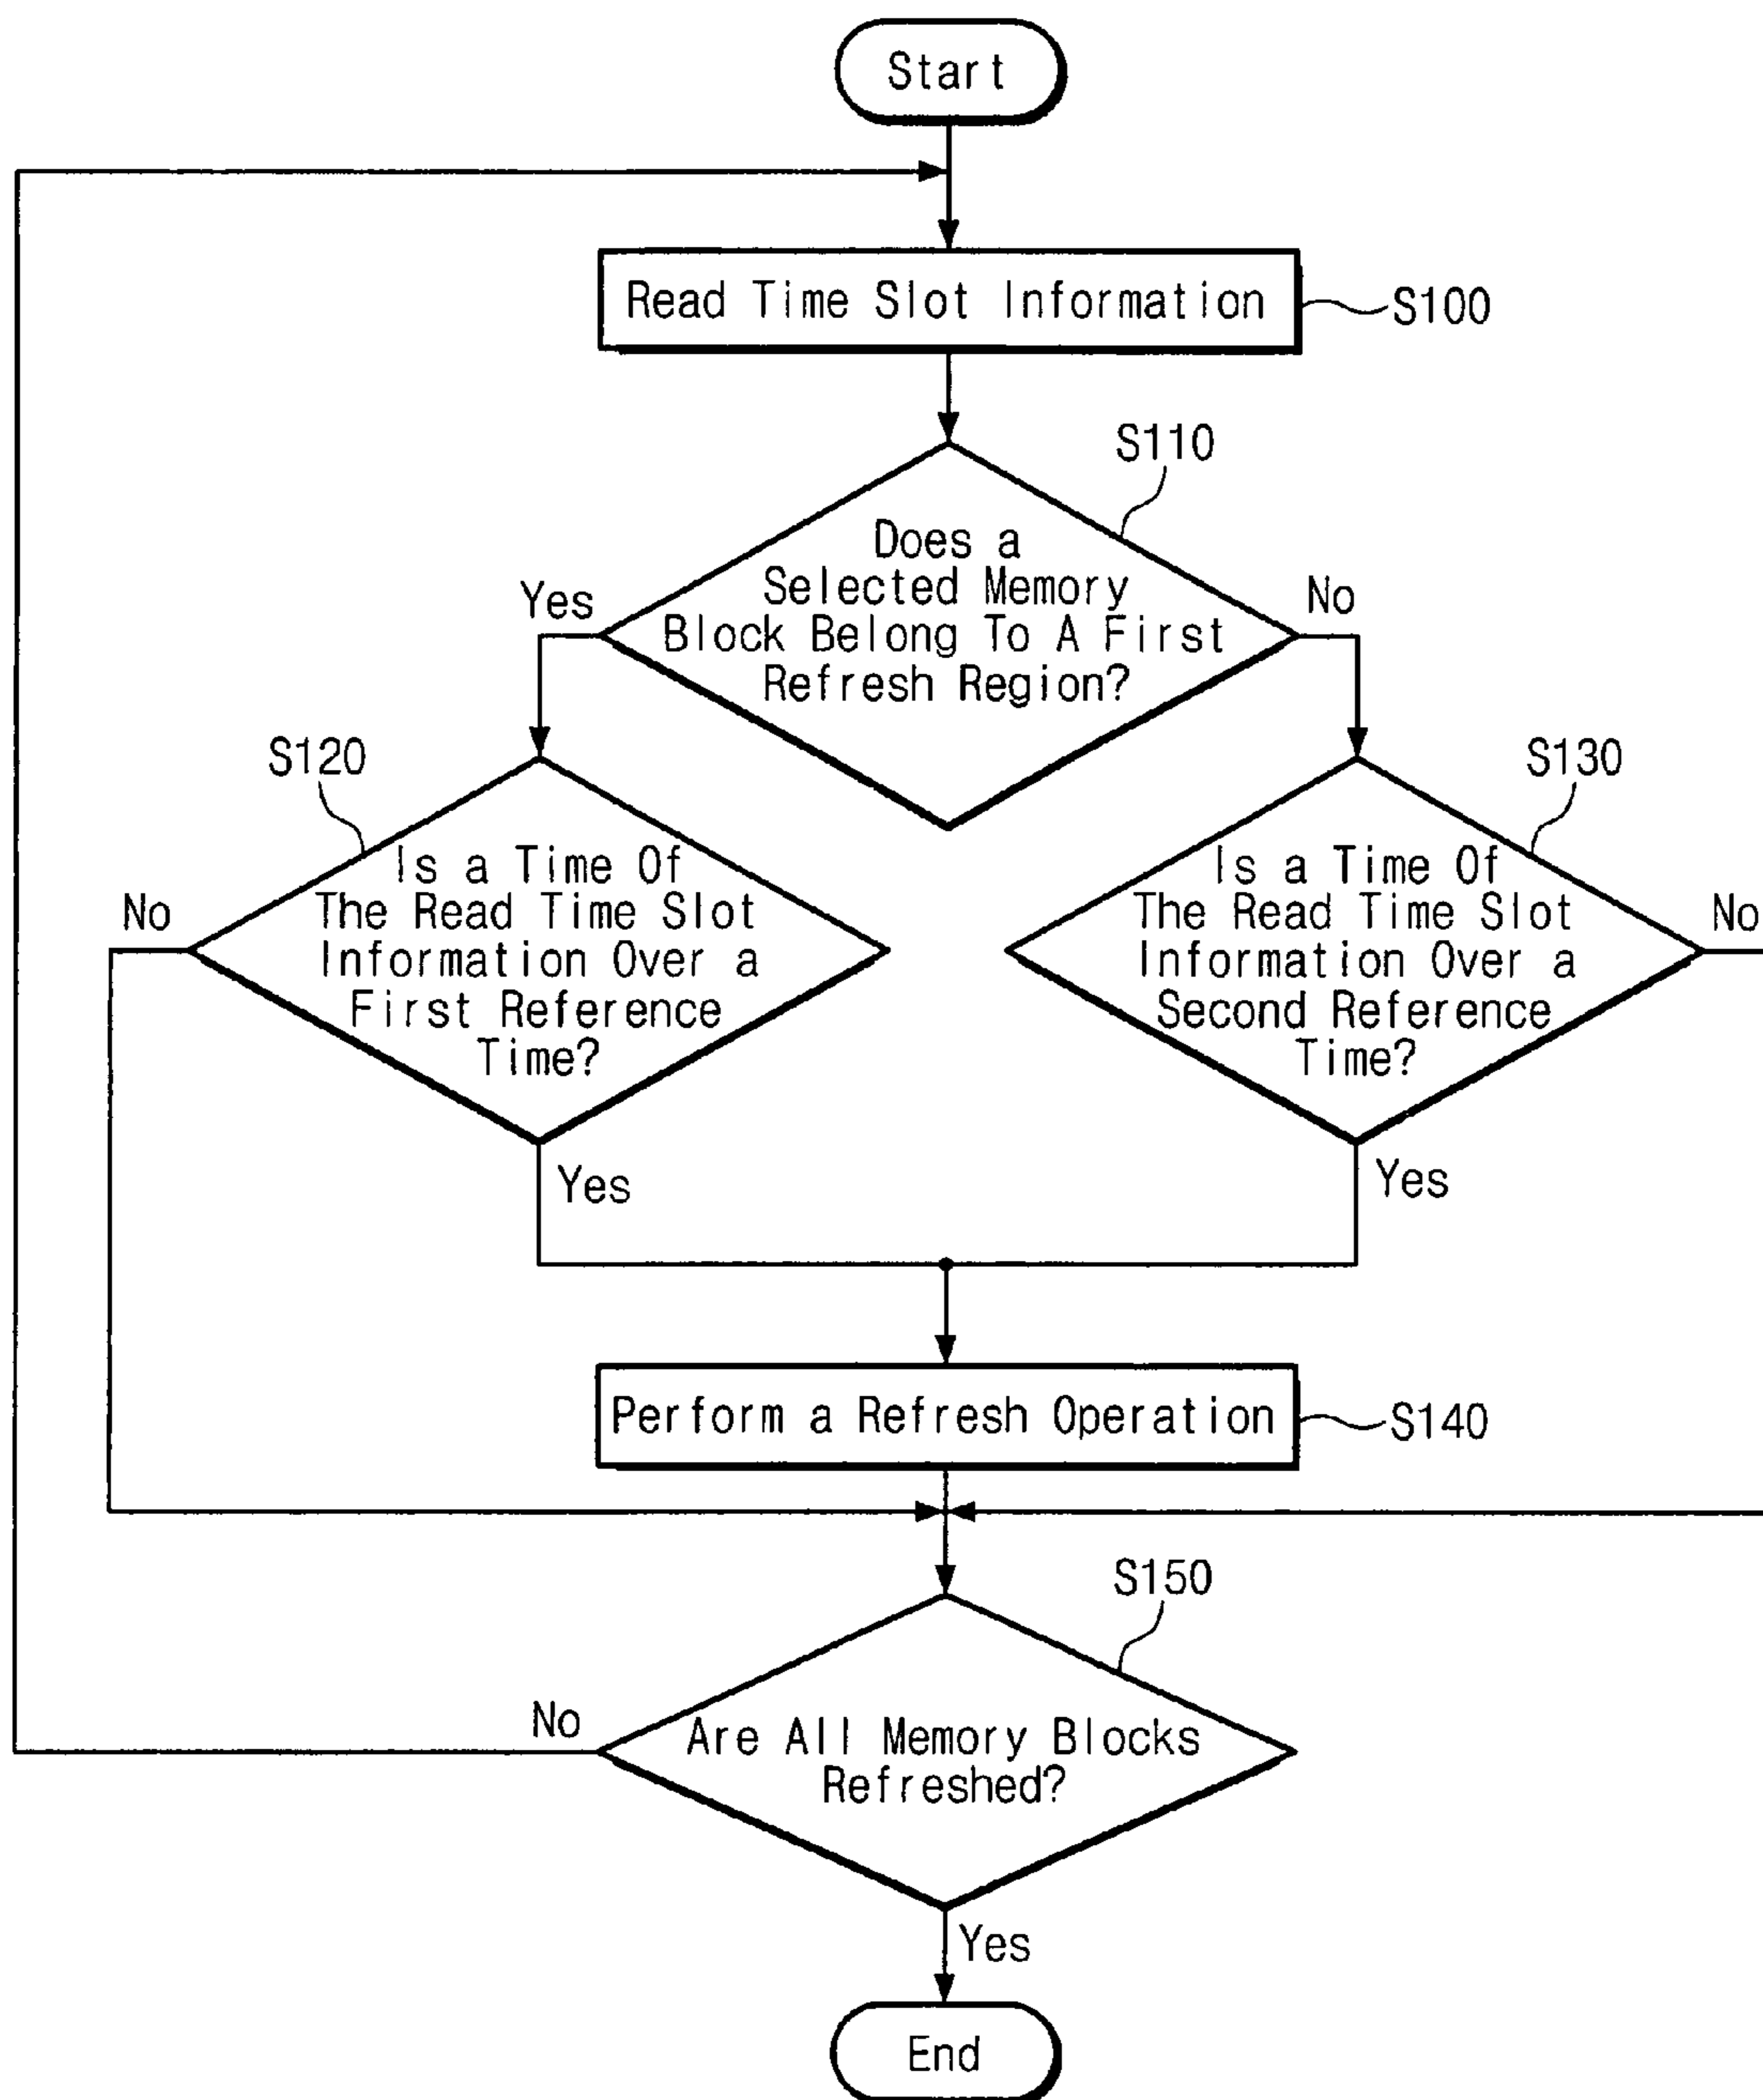 Start
Read Time Slot Information
S100
S110
Does a
Selected Memory
Block Belong To A First
Refresh Region?
Yes
No
S120
S130
Is a Time Of
The Read Time Slot
Information Over a
First Reference
Time?
No
Yes
Is a Time Of
The Read Time Slot
Information Over a
Second Reference
Time?
No
Yes
Perform a Refresh Operation
S140
S150
Are All Memory Blocks
Refreshed?
No
Yes
End